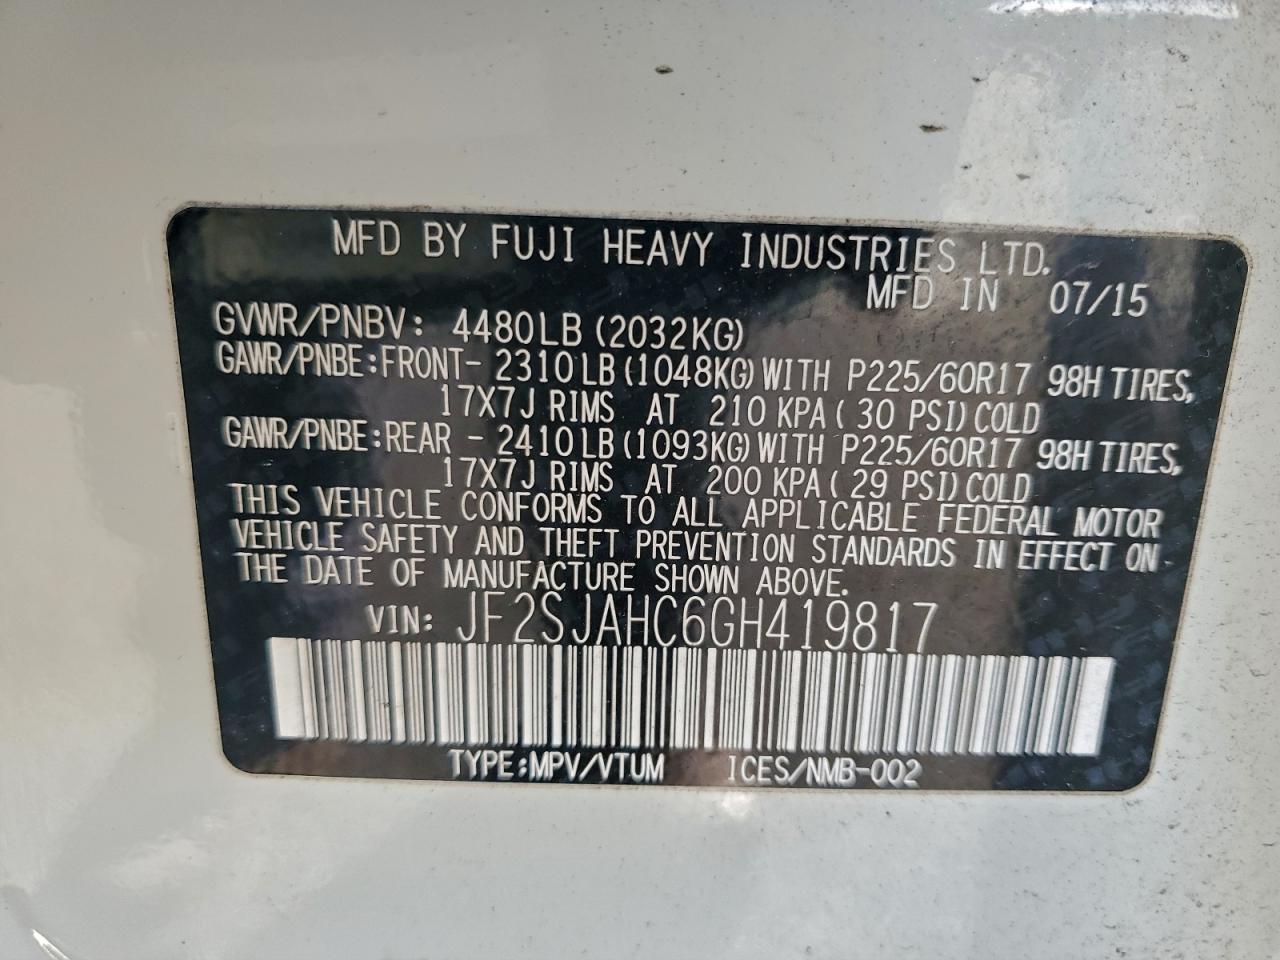 MFD BY FUJI HEAVY INDUSTRIES LTD.
MFD IN 07/15
GVWR/PNBV: 4480LB (2032KG)
GAWR/PNBE:FRONT- 2310LB(1048KG)WITH P225/60R17 98H TIRES,
17X7J RIMS AT 210 KPA( 30 PSI)COLD
GAWR/PNBE:REAR - 2410LB(1093KG)WITH P225/60R17 98H TIRES,
17X7J RIMS AT 200 KPA( 29 PSI)COLD
THIS VEHICLE CONFORMS TO ALL APPLICABLE FEDERAL MOTOR
VEHICLE SAFETY AND THEFT PREVENTION STANDARDS IN EFFECT ON
THE DATE OF MANUFACTURE SHOWN ABOVE.
VIN: JF2SJAHC6GH419817
TYPE:MPV/VTUM ICES/NMB-002